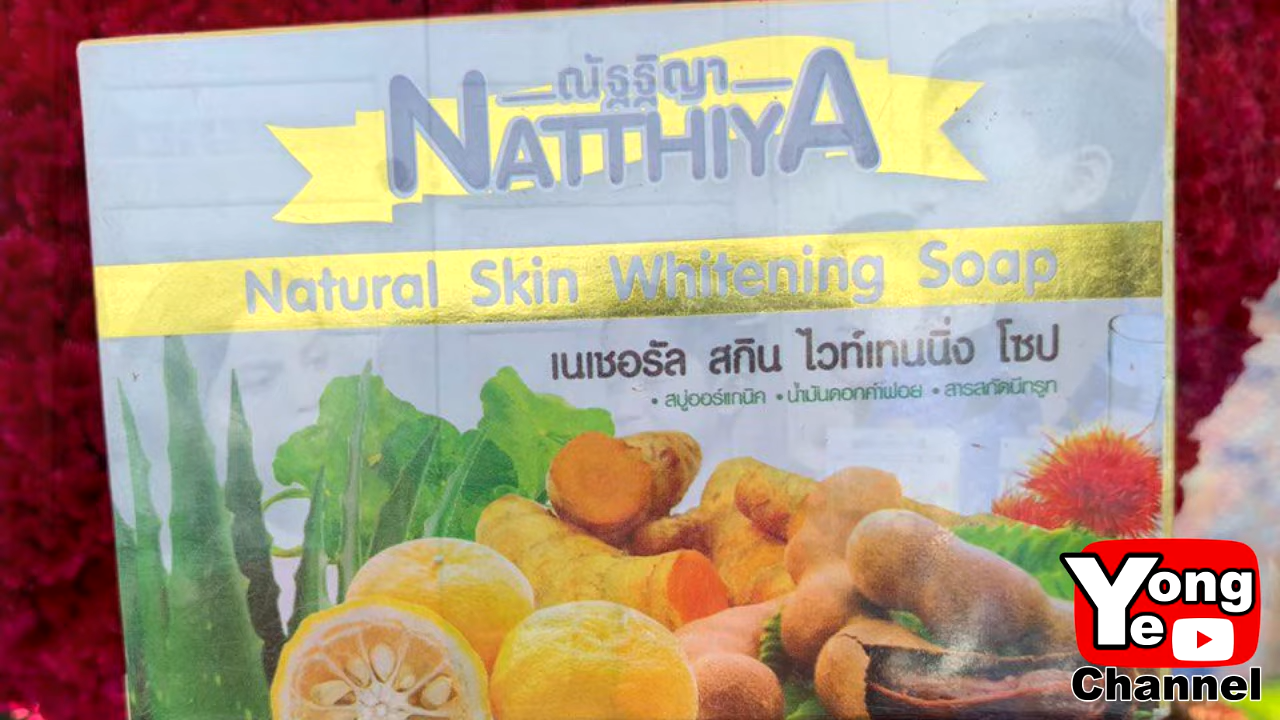 ณัฐฐิญา
NATTHIYA
Natural Skin Whitening Soap
เนเชอรัล สกิน ไวท์เทนนิ่ง โซป
• สบู่ออร์แกนิค • น้ำมันดอกคำฝอย • สารสกัดบีทรูท
Yong
Ye
Channel